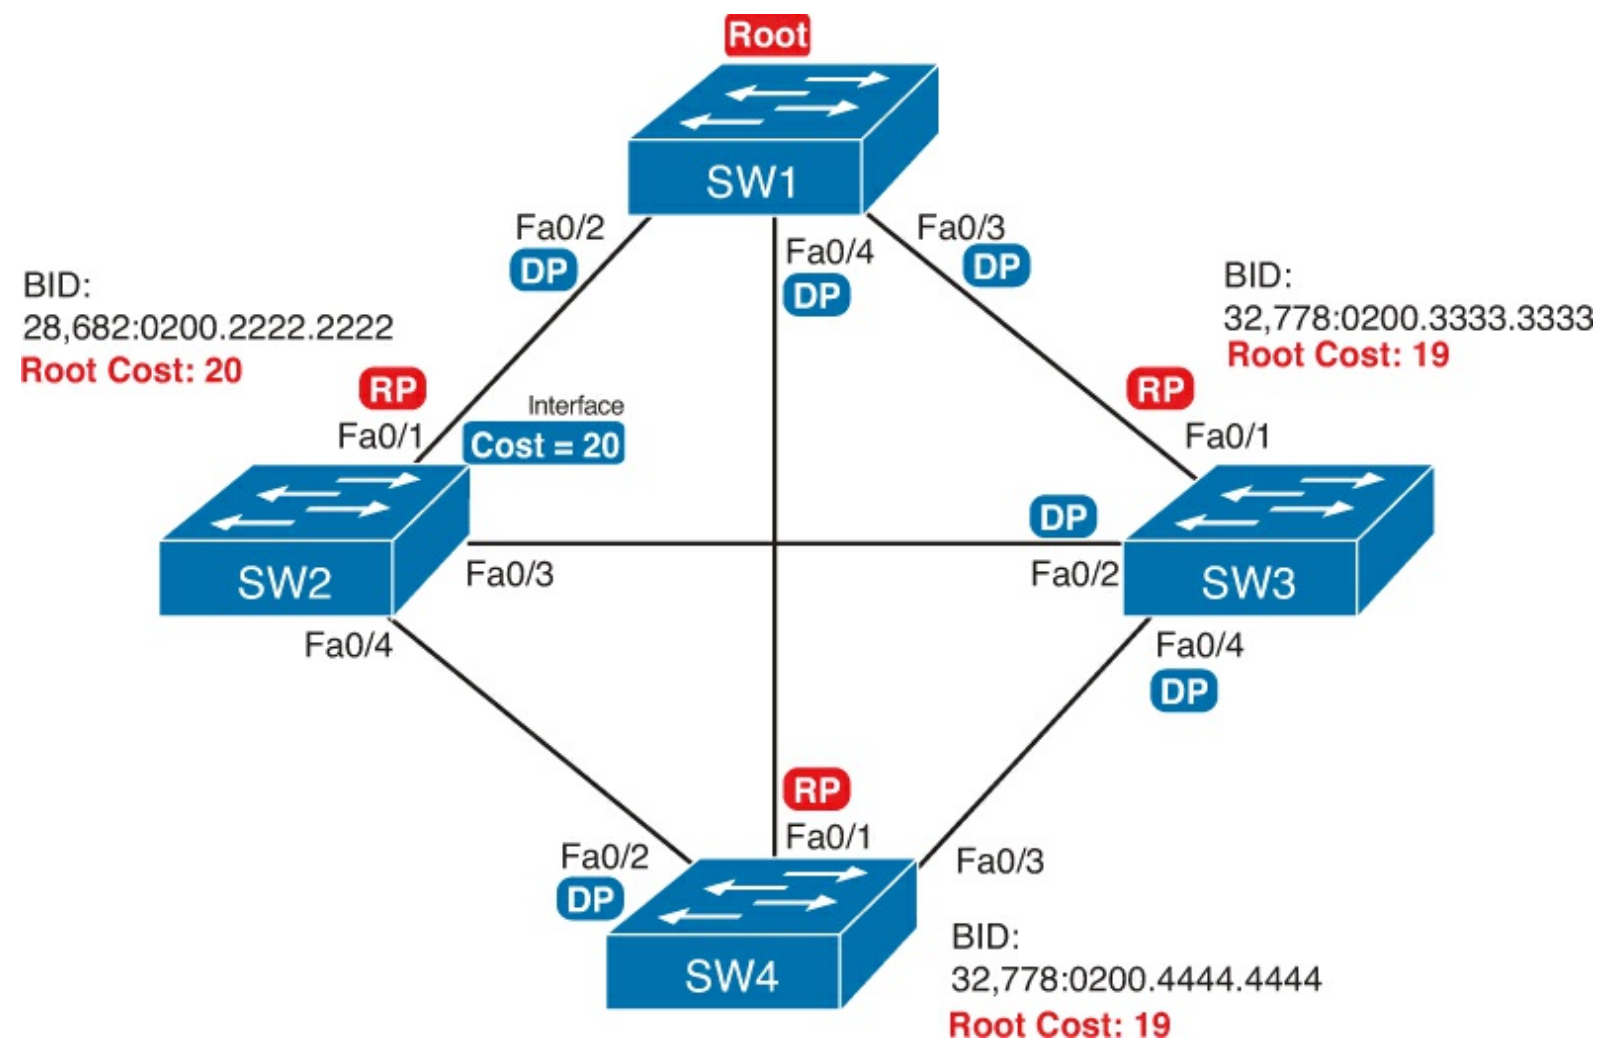 Root
SW1
Fa0/2
DP
Fa0/4
DP
Fa0/3
DP
BID:
28,682:0200.2222.2222
Root Cost: 20
BID:
32,778:0200.3333.3333
Root Cost: 19
RP
Fa0/1
Interface
Cost = 20
RP
Fa0/1
SW2
Fa0/3
Fa0/4
DP
Fa0/2
SW3
Fa0/4
DP
RP
Fa0/1
Fa0/2
DP
Fa0/3
SW4
BID:
32,778:0200.4444.4444
Root Cost: 19